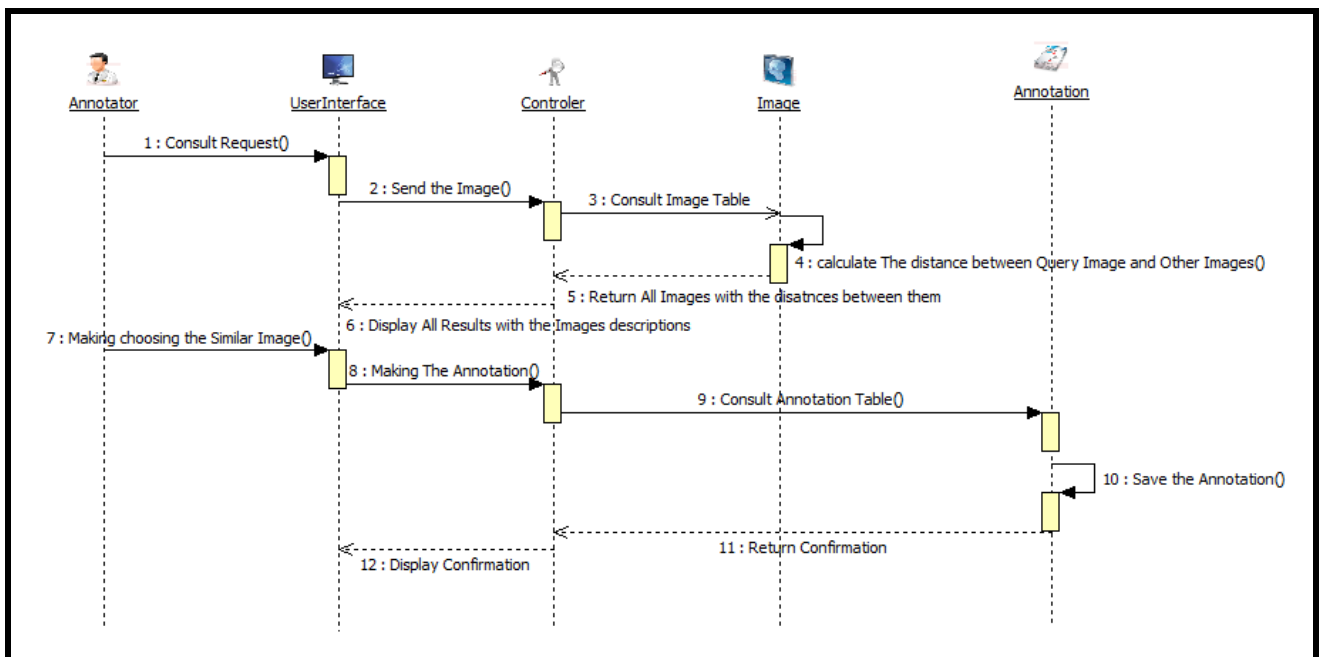 Annotator
UserInterface
Controler
Image
Annotation
1 : Consult Request()
2 : Send the Image()
3 : Consult Image Table
4 : calculate The distance between Query Image and Other Images()
5 : Return All Images with the disatnces between them
6 : Display All Results with the Images descriptions
7 : Making choosing the Similar Image()
8 : Making The Annotation()
9 : Consult Annotation Table()
10 : Save the Annotation()
11 : Return Confirmation
12 : Display Confirmation